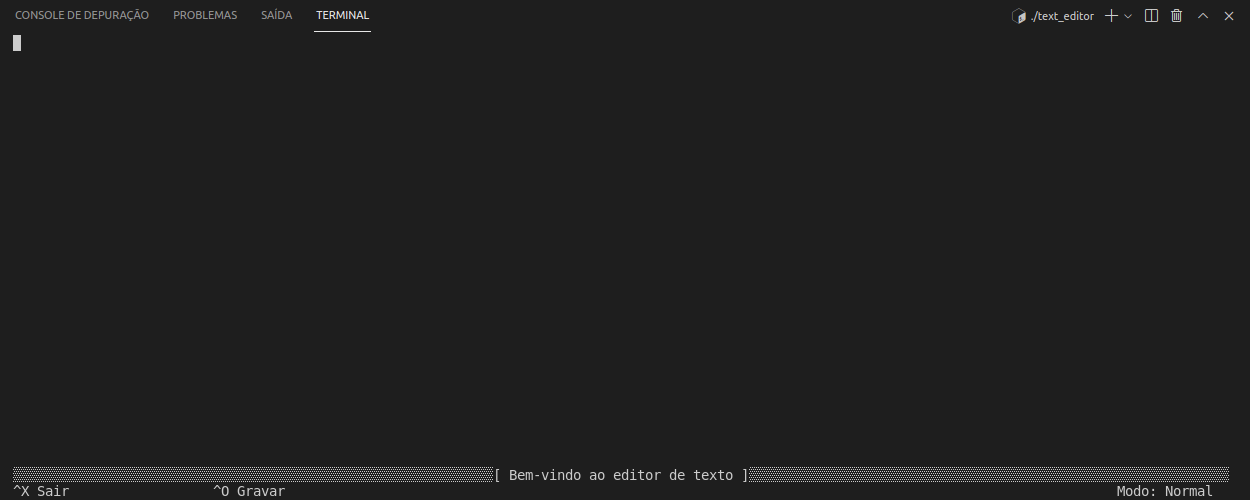 CONSOLE DE DEPURAÇÃO PROBLEMAS SAÍDA TERMINAL ./text_editor
[ Bem-vindo ao editor de texto ]
^X Sair ^O Gravar Modo: Normal